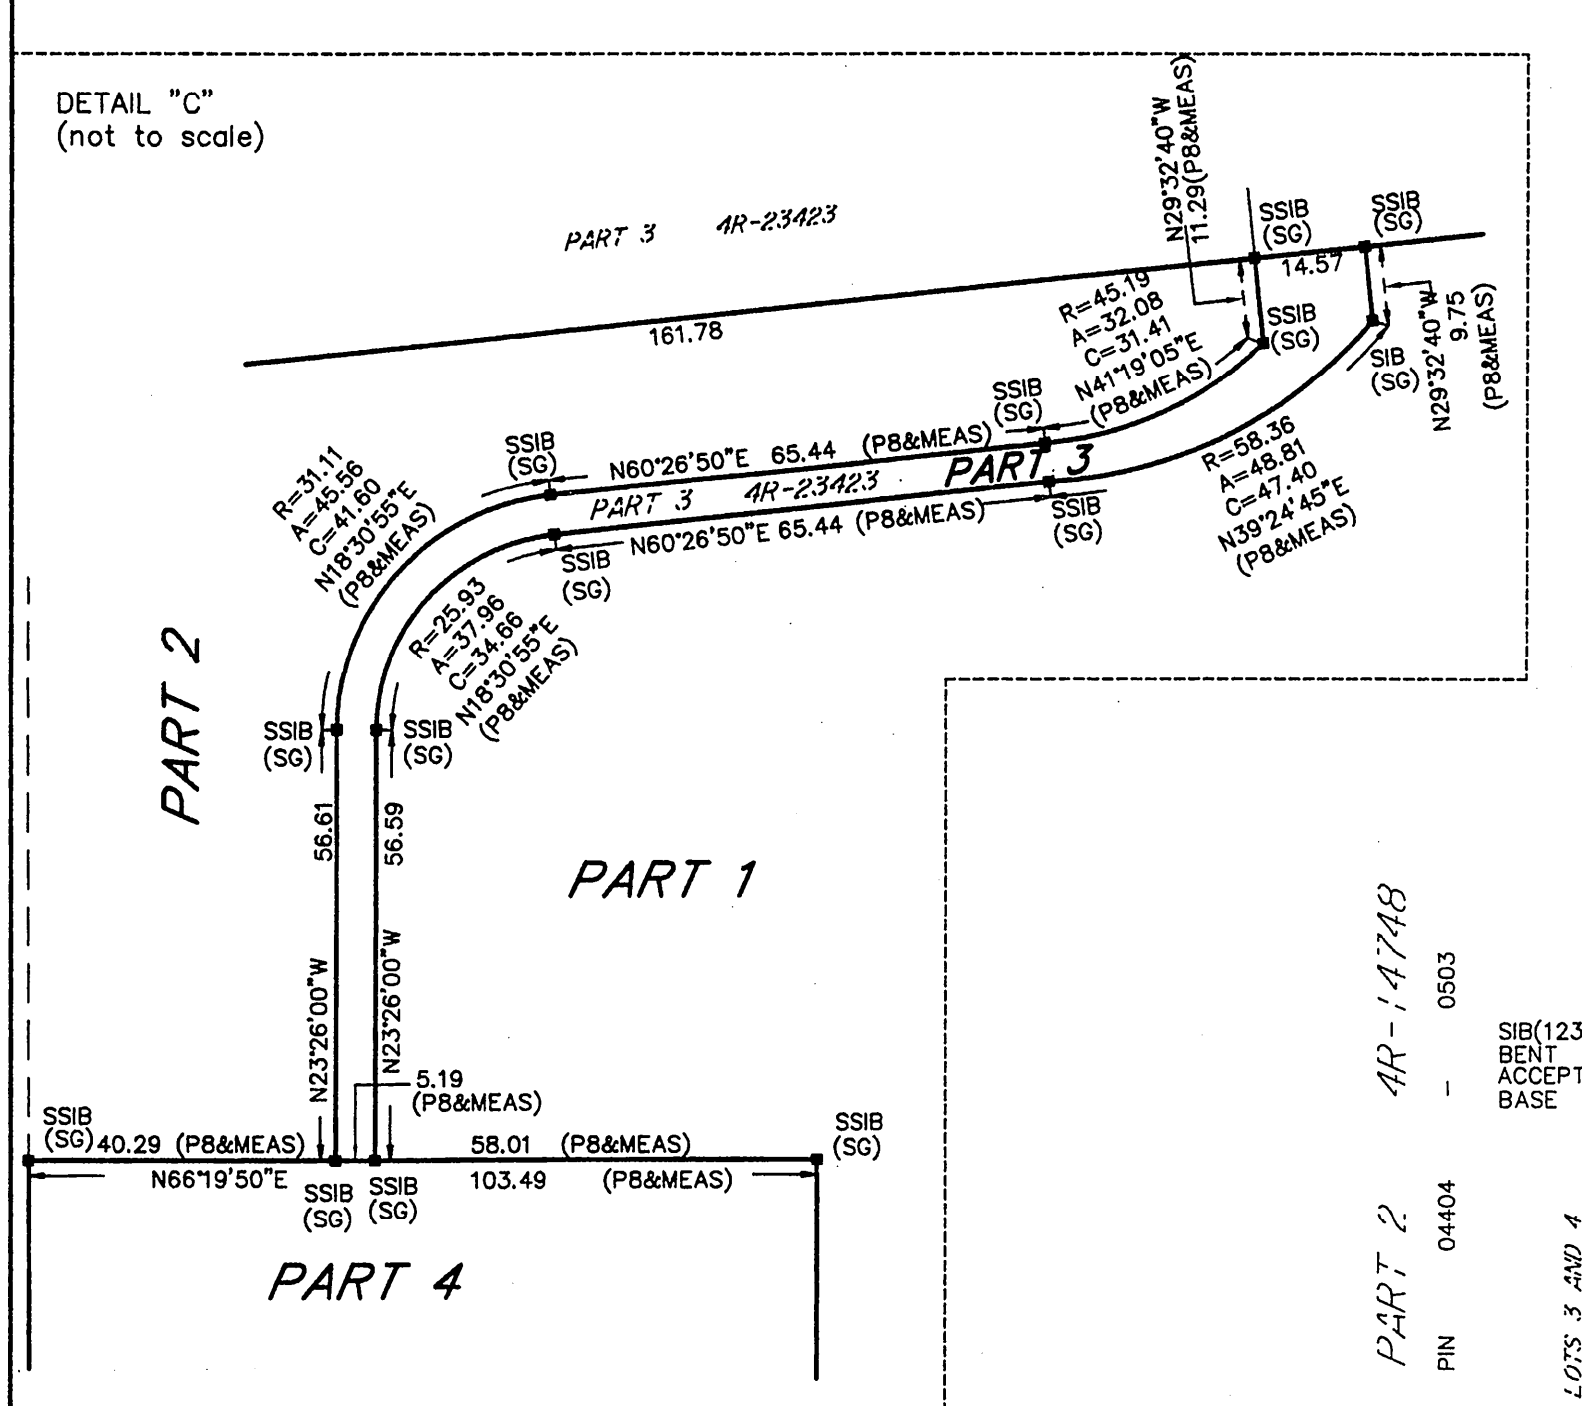 DETAIL "C"
(not to scale)
N29°32'40"W
11.29(P8&MEAS)
PART 3 4R-23423
SSIB
(SG)
SSIB
(SG)
14.57
161.78
R=45.19
A=32.08
C=31.41
N41°19'05"E
(P8&MEAS)
SSIB
(SG)
SIB
(SG)
N29°32'40"W
9.75
(P8&MEAS)
SSIB
(SG)
SSIB
(SG)
N60°26'50"E 65.44 (P8&MEAS)
PART 3
PART 3 4R-23423
N60°26'50"E 65.44 (P8&MEAS)
SSIB
(SG)
SSIB
(SG)
R=58.36
A=48.81
C=47.40
N39°24'45"E
(P8&MEAS)
R=31.11
A=45.56
C=41.60
N18°30'55"E
(P8&MEAS)
R=25.93
A=37.96
C=34.66
N18°30'55"E
(P8&MEAS)
PART 2
SSIB
(SG)
SSIB
(SG)
56.61
56.59
PART 1
N23°26'00"W
N23°26'00"W
5.19
(P8&MEAS)
SSIB
(SG)
40.29 (P8&MEAS)
58.01 (P8&MEAS)
SSIB
(SG)
N66°19'50"E
103.49 (P8&MEAS)
SSIB
(SG)
SSIB
(SG)
PART 4
PART 2 4R-14748
PIN 04404 - 0503
SIB(123
BENT
ACCEPT
BASE
LOTS 3 AND 4